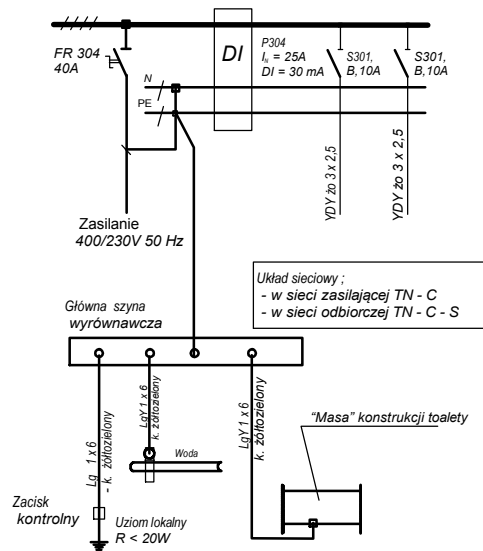 FR 304
40A
N
PE
DI
P304
IN = 25A
DI = 30 mA
S301,
B,10A
S301,
B,10A
YDY żo 3 x 2,5
YDY żo 3 x 2,5
Zasilanie
400/230V 50 Hz
Układ sieciowy ;
- w sieci zasilającej TN - C
- w sieci odbiorczej TN - C - S
Główna szyna
wyrównawcza
Lg 1 x 6
- k. żółtozielony
LgY 1 x 6
k. żółtozielony
LgY 1 x 6
k. żółtozielony
Woda
“Masa” konstrukcji toalety
Zacisk
kontrolny
Uziom lokalny
R < 20W